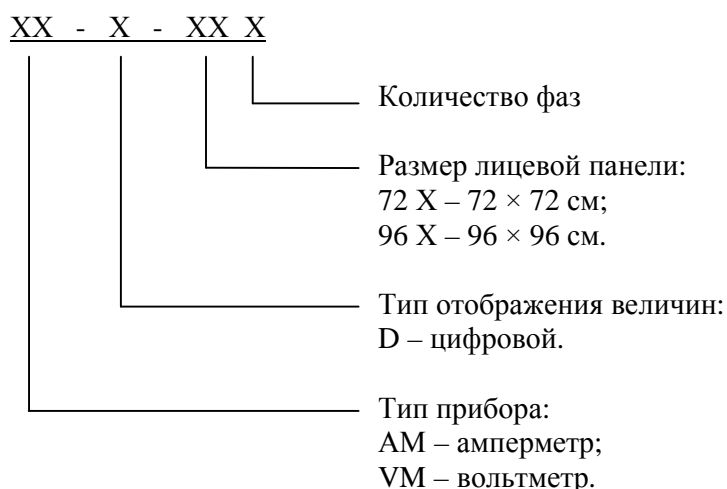 XX - X - XX X
Количество фаз
Размер лицевой панели:
72 X – 72 × 72 см;
96 X – 96 × 96 см.
Тип отображения величин:
D – цифровой.
Тип прибора:
AM – амперметр;
VM – вольтметр.